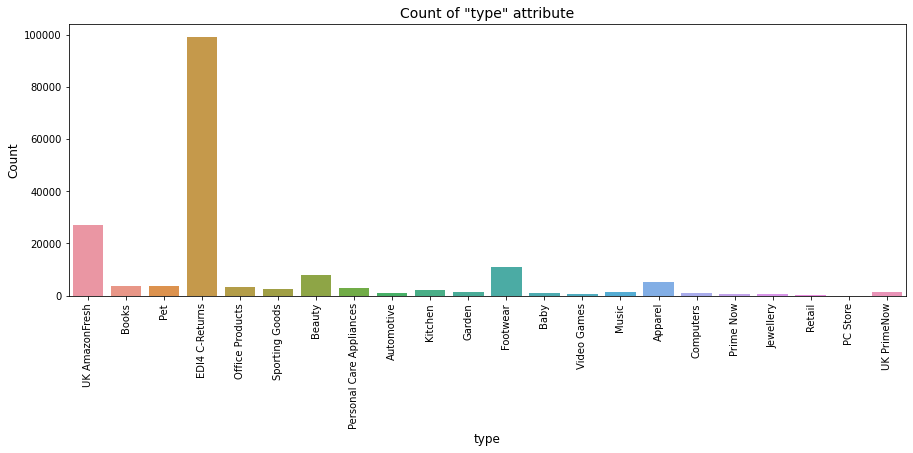 Count of "type" attribute
Count
100000
80000
60000
40000
20000
0
UK AmazonFresh
Books
Pet
EDI4 C-Returns
Office Products
Sporting Goods
Beauty
Personal Care Appliances
Automotive
Kitchen
Garden
Footwear
Baby
Video Games
Music
Apparel
Computers
Prime Now
Jewellery
Retail
PC Store
UK PrimeNow
type